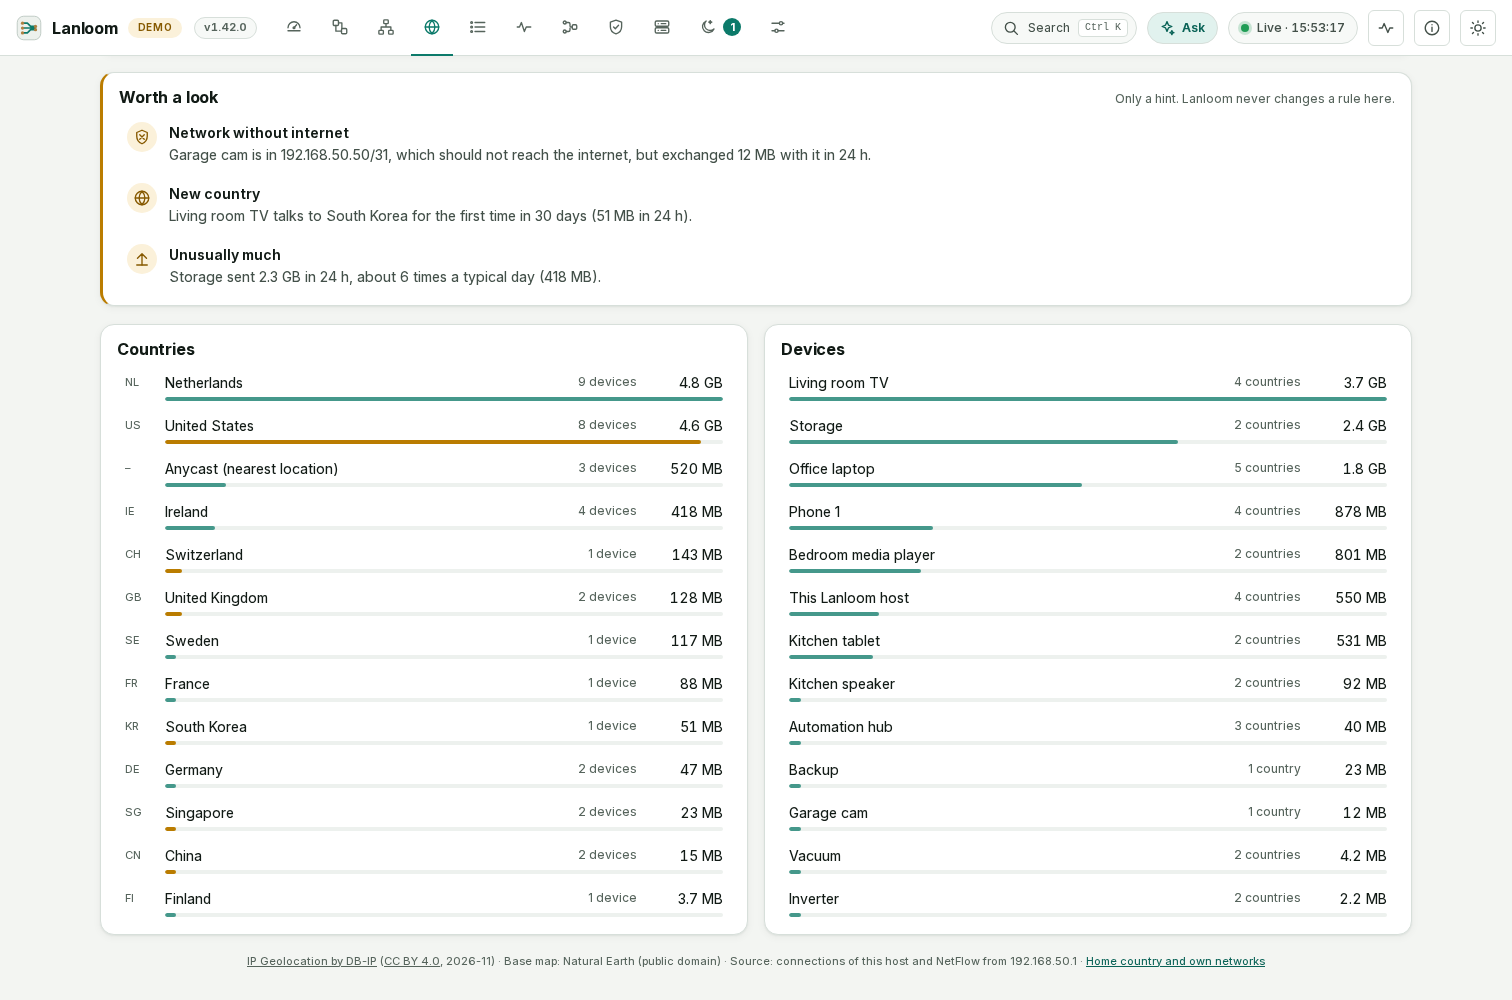 Lanloom DEMO v1.42.0 1 Search Ctrl K Ask Live · 15:53:17
Worth a look
Only a hint. Lanloom never changes a rule here.
Network without internet
Garage cam is in 192.168.50.50/31, which should not reach the internet, but exchanged 12 MB with it in 24 h.
New country
Living room TV talks to South Korea for the first time in 30 days (51 MB in 24 h).
Unusually much
Storage sent 2.3 GB in 24 h, about 6 times a typical day (418 MB).
Countries
NL Netherlands 9 devices 4.8 GB
US United States 8 devices 4.6 GB
– Anycast (nearest location) 3 devices 520 MB
IE Ireland 4 devices 418 MB
CH Switzerland 1 device 143 MB
GB United Kingdom 2 devices 128 MB
SE Sweden 1 device 117 MB
FR France 1 device 88 MB
KR South Korea 1 device 51 MB
DE Germany 2 devices 47 MB
SG Singapore 2 devices 23 MB
CN China 2 devices 15 MB
FI Finland 1 device 3.7 MB
Devices
Living room TV 4 countries 3.7 GB
Storage 2 countries 2.4 GB
Office laptop 5 countries 1.8 GB
Phone 1 4 countries 878 MB
Bedroom media player 2 countries 801 MB
This Lanloom host 4 countries 550 MB
Kitchen tablet 2 countries 531 MB
Kitchen speaker 2 countries 92 MB
Automation hub 3 countries 40 MB
Backup 1 country 23 MB
Garage cam 1 country 12 MB
Vacuum 2 countries 4.2 MB
Inverter 2 countries 2.2 MB
IP Geolocation by DB-IP (CC BY 4.0, 2026-11) · Base map: Natural Earth (public domain) · Source: connections of this host and NetFlow from 192.168.50.1 · Home country and own networks